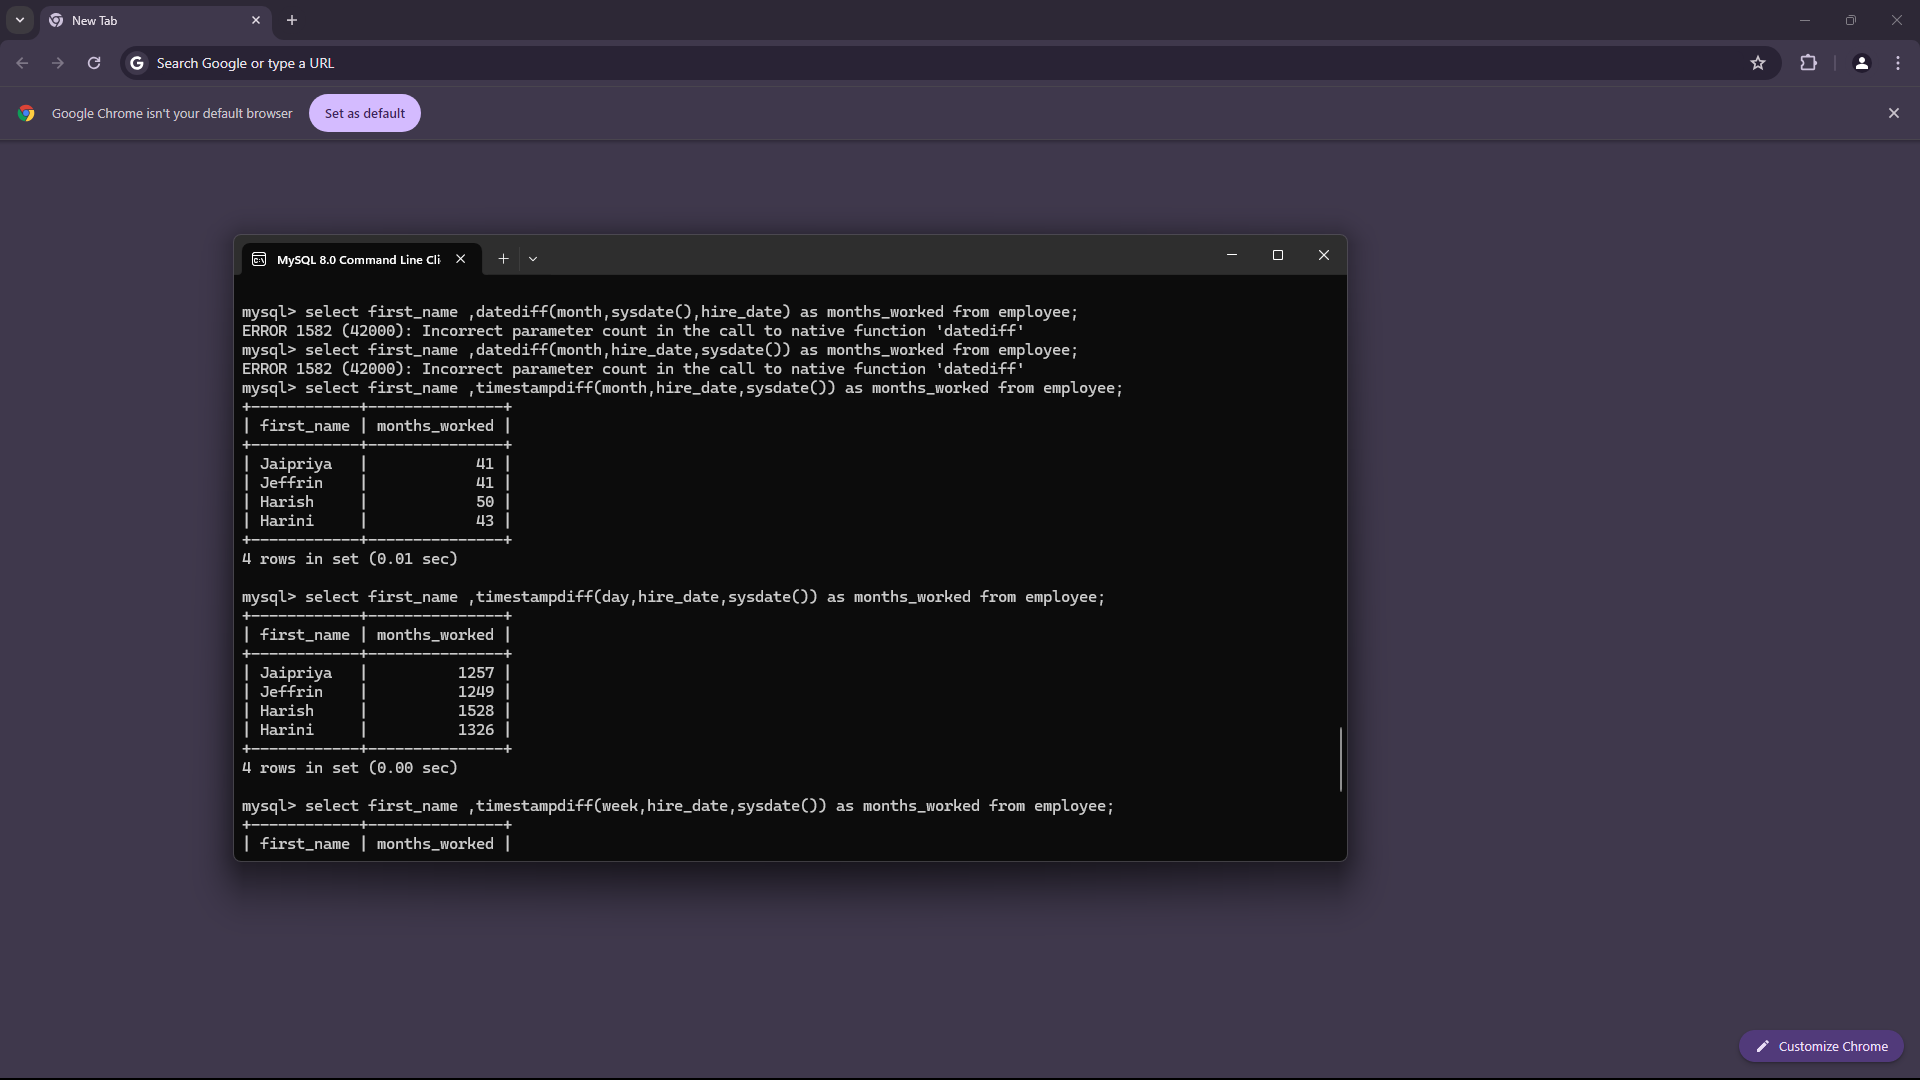 New Tab
Search Google or type a URL
Google Chrome isn't your default browser
Set as default
MySQL 8.0 Command Line Cli
mysql> select first_name ,datediff(month,sysdate(),hire_date) as months_worked from employee;
ERROR 1582 (42000): Incorrect parameter count in the call to native function 'datediff'
mysql> select first_name ,datediff(month,hire_date,sysdate()) as months_worked from employee;
ERROR 1582 (42000): Incorrect parameter count in the call to native function 'datediff'
mysql> select first_name ,timestampdiff(month,hire_date,sysdate()) as months_worked from employee;
+------------+---------------+
| first_name | months_worked |
+------------+---------------+
| Jaipriya   |            41 |
| Jeffrin    |            41 |
| Harish     |            50 |
| Harini     |            43 |
+------------+---------------+
4 rows in set (0.01 sec)
mysql> select first_name ,timestampdiff(day,hire_date,sysdate()) as months_worked from employee;
+------------+---------------+
| first_name | months_worked |
+------------+---------------+
| Jaipriya   |          1257 |
| Jeffrin    |          1249 |
| Harish     |          1528 |
| Harini     |          1326 |
+------------+---------------+
4 rows in set (0.00 sec)
mysql> select first_name ,timestampdiff(week,hire_date,sysdate()) as months_worked from employee;
+------------+---------------+
| first_name | months_worked |
Customize Chrome